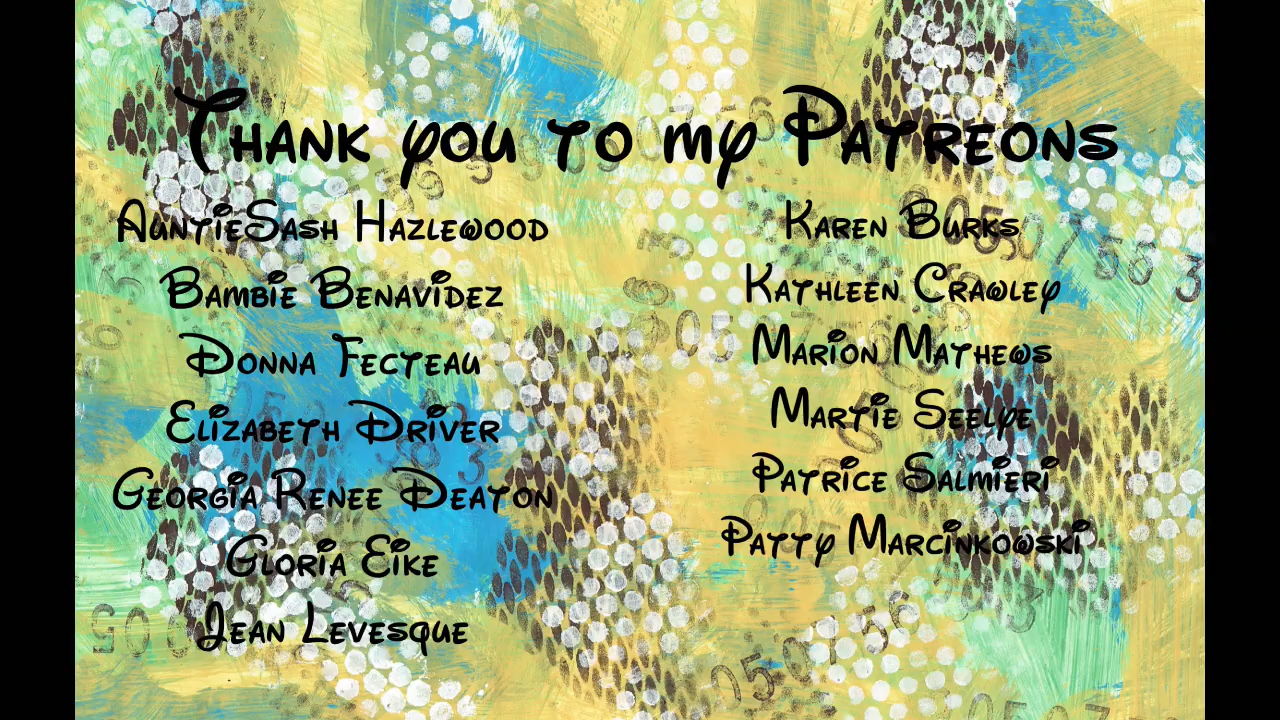 Thank you to my Patreons
AuntieSash Hazlewood
Bambie Benavidez
Donna Fecteau
Elizabeth Driver
Georgia Renee Deaton
Gloria Eike
Jean Levesque
Karen Burks
Kathleen Crawley
Marion Mathews
Martie Seelye
Patrice Salmieri
Patty Marcinkowski